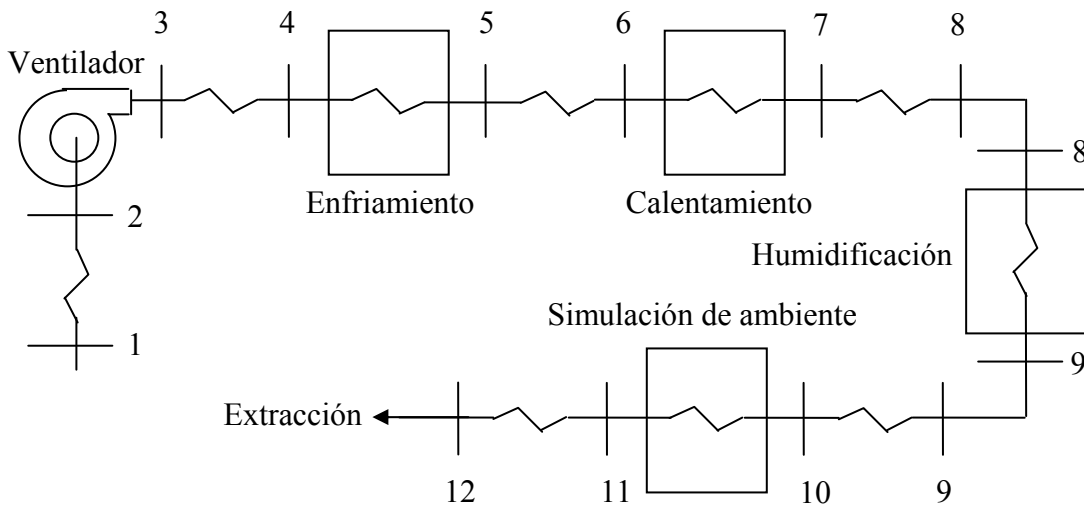 3
4
5
6
7
8
Ventilador
8
Enfriamiento
Calentamiento
2
Humidificación
Simulación de ambiente
1
9
Extracción
12
11
10
9